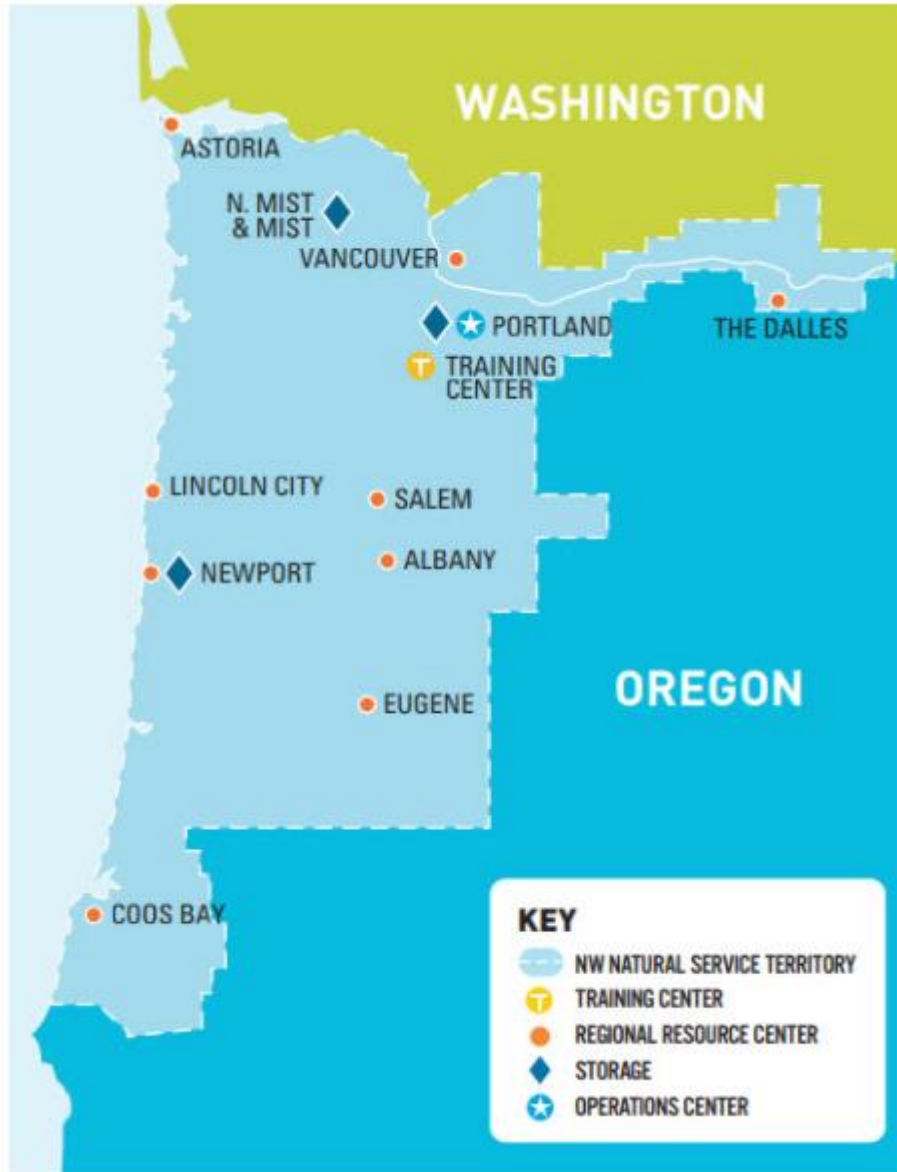 WASHINGTON
ASTORIA
N. MIST
& MIST
VANCOUVER
PORTLAND
THE DALLES
T
TRAINING
CENTER
LINCOLN CITY
SALEM
NEWPORT
ALBANY
EUGENE
OREGON
COOS BAY
KEY
NW NATURAL SERVICE TERRITORY
T
TRAINING CENTER
REGIONAL RESOURCE CENTER
STORAGE
OPERATIONS CENTER